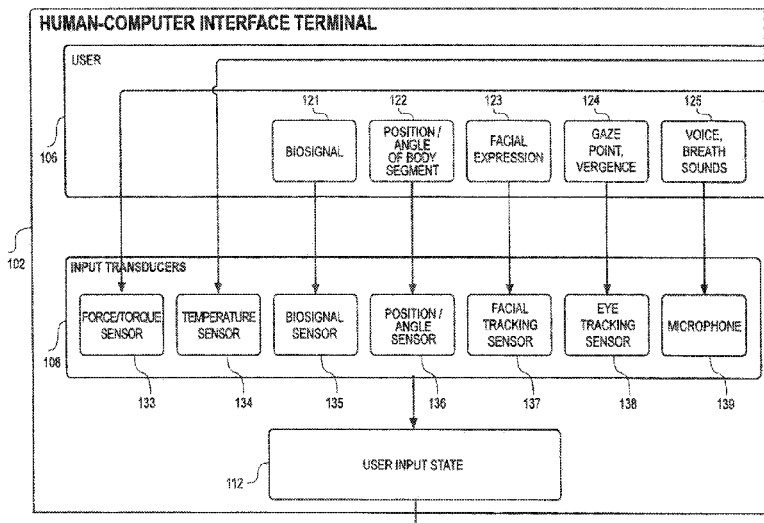 HUMAN-COMPUTER INTERFACE TERMINAL
USER
121
122
123
124
125
106
BIOSIGNAL
POSITION /
ANGLE
OF BODY
SEGMENT
FACIAL
EXPRESSION
GAZE
POINT,
VERGENCE
VOICE,
BREATH
SOUNDS
102
INPUT TRANSDUCERS
108
FORCE/TORQUE
SENSOR
TEMPERATURE
SENSOR
BIOSIGNAL
SENSOR
POSITION /
ANGLE
SENSOR
FACIAL
TRACKING
SENSOR
EYE
TRACKING
SENSOR
MICROPHONE
133
134
135
136
137
138
139
USER INPUT STATE
112